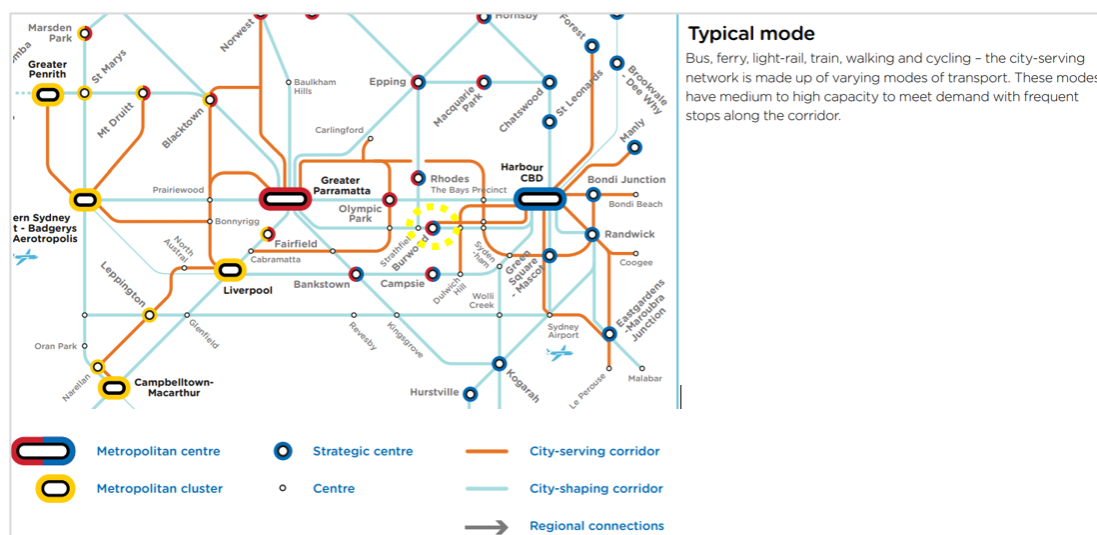 Marsden
Park
Norwest
Hornsby
Forest
Typical mode
Bus, ferry, light-rail, train, walking and cycling – the city-serving
network is made up of varying modes of transport. These modes
have medium to high capacity to meet demand with frequent
stops along the corridor.
Greater
Penrith
St Marys
Mt Druitt
Blacktown
Baulkham
Hills
Epping
Macquarie
Park
Chatswood
St Leonards
Brookvale
- Dee Why
Manly
Carlingford
Prairiewood
Greater
Parramatta
Rhodes
The Bays Precinct
Harbour
CBD
Bondi Junction
Bondi Beach
ern Sydney
t - Badgerys
Aerotropolis
Bonnyrigg
Olympic
Park
Strathfield
Burwood
North
Austral
Fairfield
Cabramatta
Syden
-ham
Green
Square
- Mascot
Randwick
Coogee
Leppington
Liverpool
Bankstown
Campsie
Dulwich
Hill
Wolli
Creek
Eastgardens
-Maroubra
Junction
Glenfield
Revesby
Kingsgrove
Sydney
Airport
Oran Park
Narellan
Campbelltown-
Macarthur
Hurstville
Kogarah
Le Perouse
Malabar
Metropolitan centre
Strategic centre
City-serving corridor
Metropolitan cluster
Centre
City-shaping corridor
Regional connections